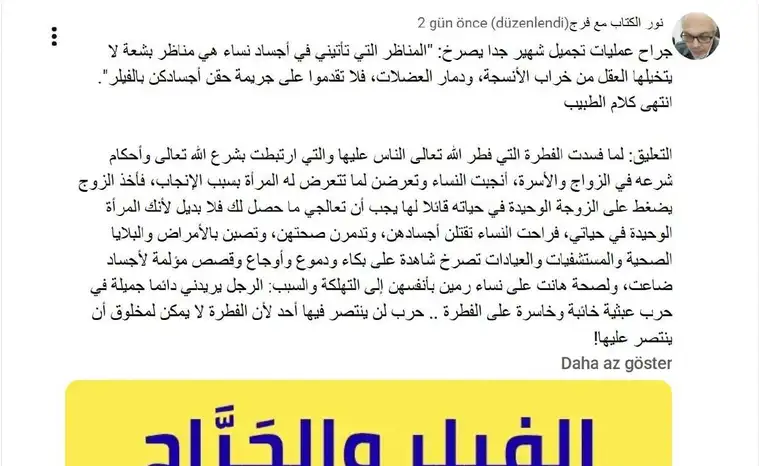 نور الكتاب مع فرج 2 gün önce (düzenlendi)
جراح عمليات تجميل شهير جدا يصرخ: "المناظر التي تأتيني في أجساد نساء هي مناظر بشعة لا
يتخيلها العقل من خراب الأنسجة، ودمار العضلات، فلا تقدموا على جريمة حقن أجسادكن بالفيلر".
انتهى كلام الطبيب
التعليق: لما فسدت الفطرة التي فطر الله تعالى الناس عليها والتي ارتبطت بشرع الله تعالى وأحكام
شرعه في الزواج والأسرة، أنجبت النساء وتعرضن لما تتعرض له المرأة بسبب الإنجاب، فأخذ الزوج
يضغط على الزوجة الوحيدة في حياته قائلا لها يجب أن تعالجي ما حصل لك فلا بديل لأنك المرأة
الوحيدة في حياتي، فراحت النساء تقتلن أجسادهن، وتدمرن صحتهن، وتصبن بالأمراض والبلايا
الصحية والمستشفيات والعيادات تصرخ شاهدة على بكاء ودموع وأوجاع وقصص مؤلمة لأجساد
ضاعت، ولصحة هانت على نساء رمين بأنفسهن إلى التهلكة والسبب: الرجل يريدني دائما جميلة في
حرب عبثية خائبة وخاسرة على الفطرة .. حرب لن ينتصر فيها أحد لأن الفطرة لا يمكن لمخلوق أن
ينتصر عليها!
Daha az göster
الفيلر والجَرَّاح